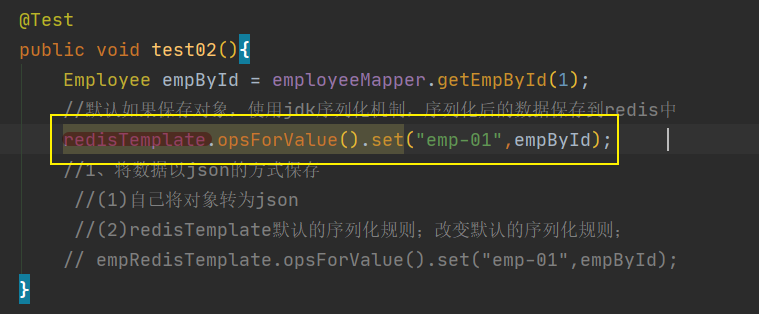 @Test
public void test02(){
Employee empById = employeeMapper.getEmpById(1);
//默认如果保存对象，使用jdk序列化机制，序列化后的数据保存到redis中
redisTemplate.opsForValue().set("emp-01",empById);
//1、将数据以json的方式保存
//(1)自己将对象转为json
//(2)redisTemplate默认的序列化规则；改变默认的序列化规则；
// empRedisTemplate.opsForValue().set("emp-01",empById);
}